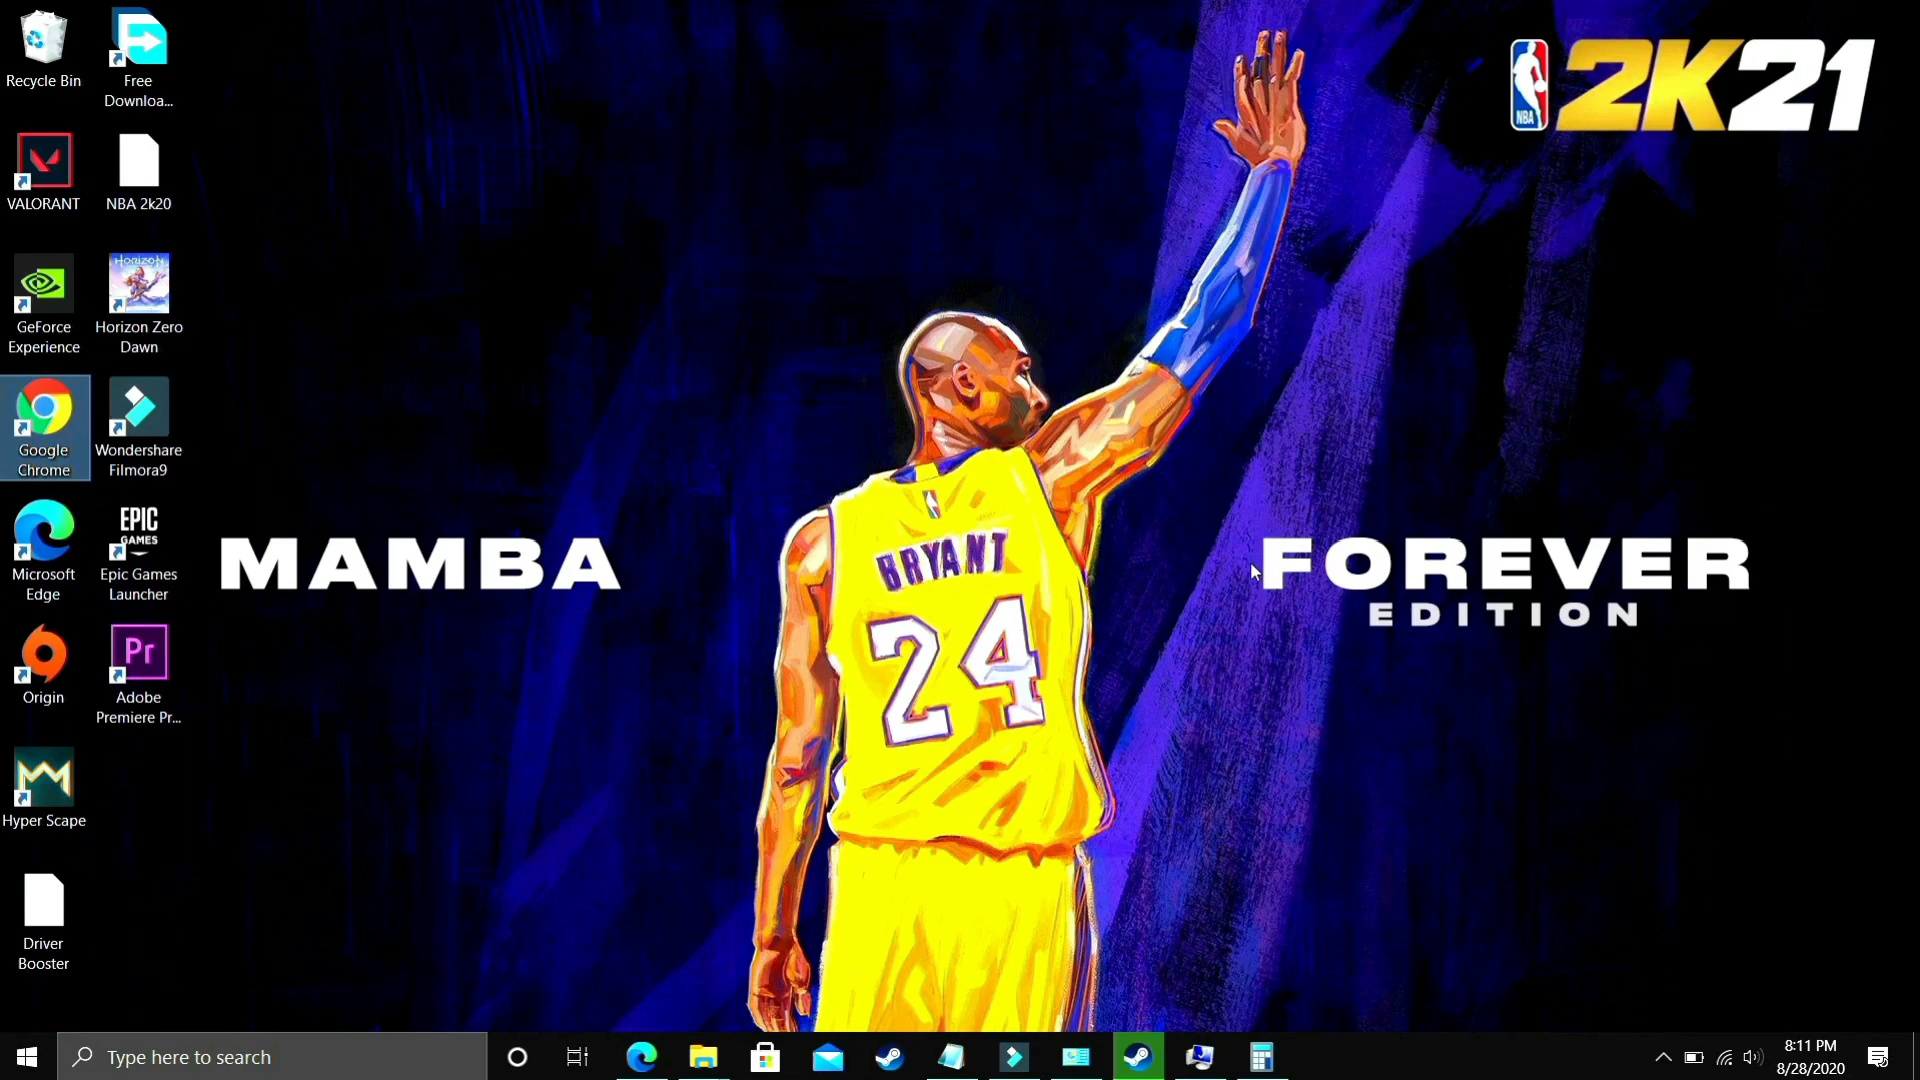 Recycle Bin
Free
Downloa...
VALORANT
NBA 2k20
GeForce
Experience
HORIZON
Horizon Zero
Dawn
Google
Chrome
Wondershare
Filmora9
Microsoft
Edge
EPIC
GAMES
Epic Games
Launcher
Origin
Pr
Adobe
Premiere Pr...
Hyper Scape
Driver
Booster
NBA
2K21
MAMBA
FOREVER
EDITION
BRYANT
24
Type here to search
8:11 PM
8/28/2020